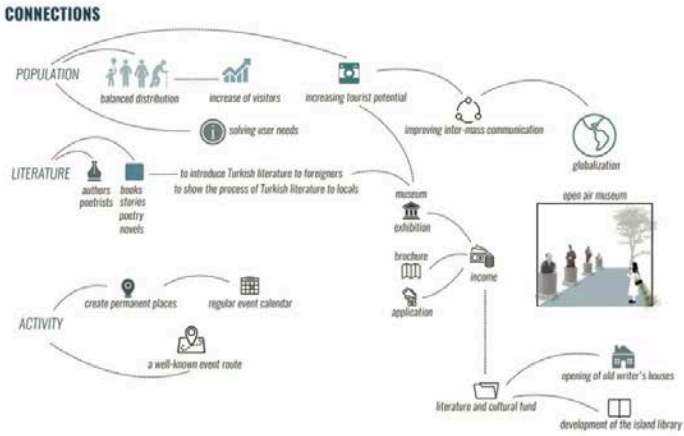 CONNECTIONS
POPULATION
balanced distribution
increase of visitors
increasing tourist potential
improving inter-mass communication
globalization
solving user needs
LITERATURE
authors
poetrists
books
stories
poetry
novels
to introduce Turkish literature to foreigners
to show the process of Turkish literature to locals
museum
exhibition
brochure
application
income
open air museum
ACTIVITY
create permanent places
regular event calendar
a well-known event route
literature and cultural fund
opening of old writer's houses
development of the island library